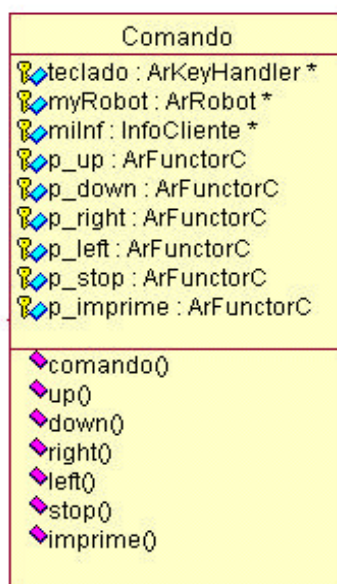 Comando
teclado : ArKeyHandler *
myRobot : ArRobot *
miInf : InfoCliente *
p_up : ArFunctorC
p_down : ArFunctorC
p_right : ArFunctorC
p_left : ArFunctorC
p_stop : ArFunctorC
p_imprime : ArFunctorC
comando()
up()
down()
right()
left()
stop()
imprime()